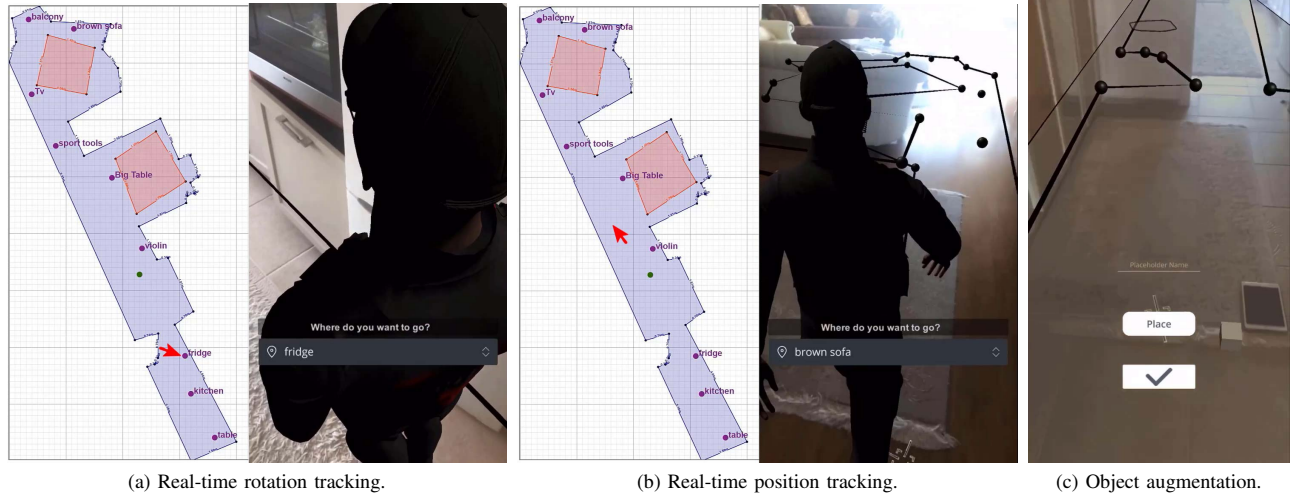 balcony
brown sofa
Tv
sport tools
Big Table
violin
fridge
kitchen
table
Where do you want to go?
fridge
balcony
brown sofa
Tv
sport tools
Big Table
violin
fridge
kitchen
table
Where do you want to go?
brown sofa
Placeholder Name
Place
(a) Real-time rotation tracking.
(b) Real-time position tracking.
(c) Object augmentation.